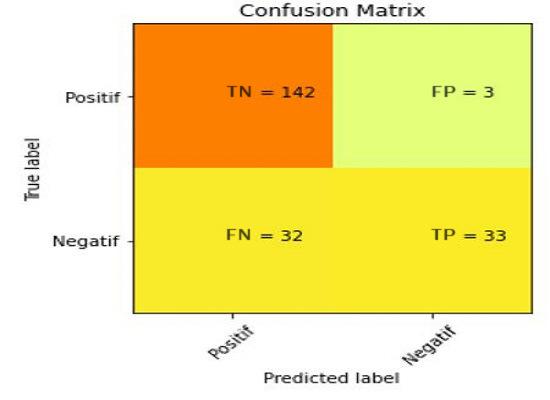 Confusion Matrix
True label
Positif
TN = 142
FP = 3
Negatif
FN = 32
TP = 33
Positif
Negatif
Predicted label